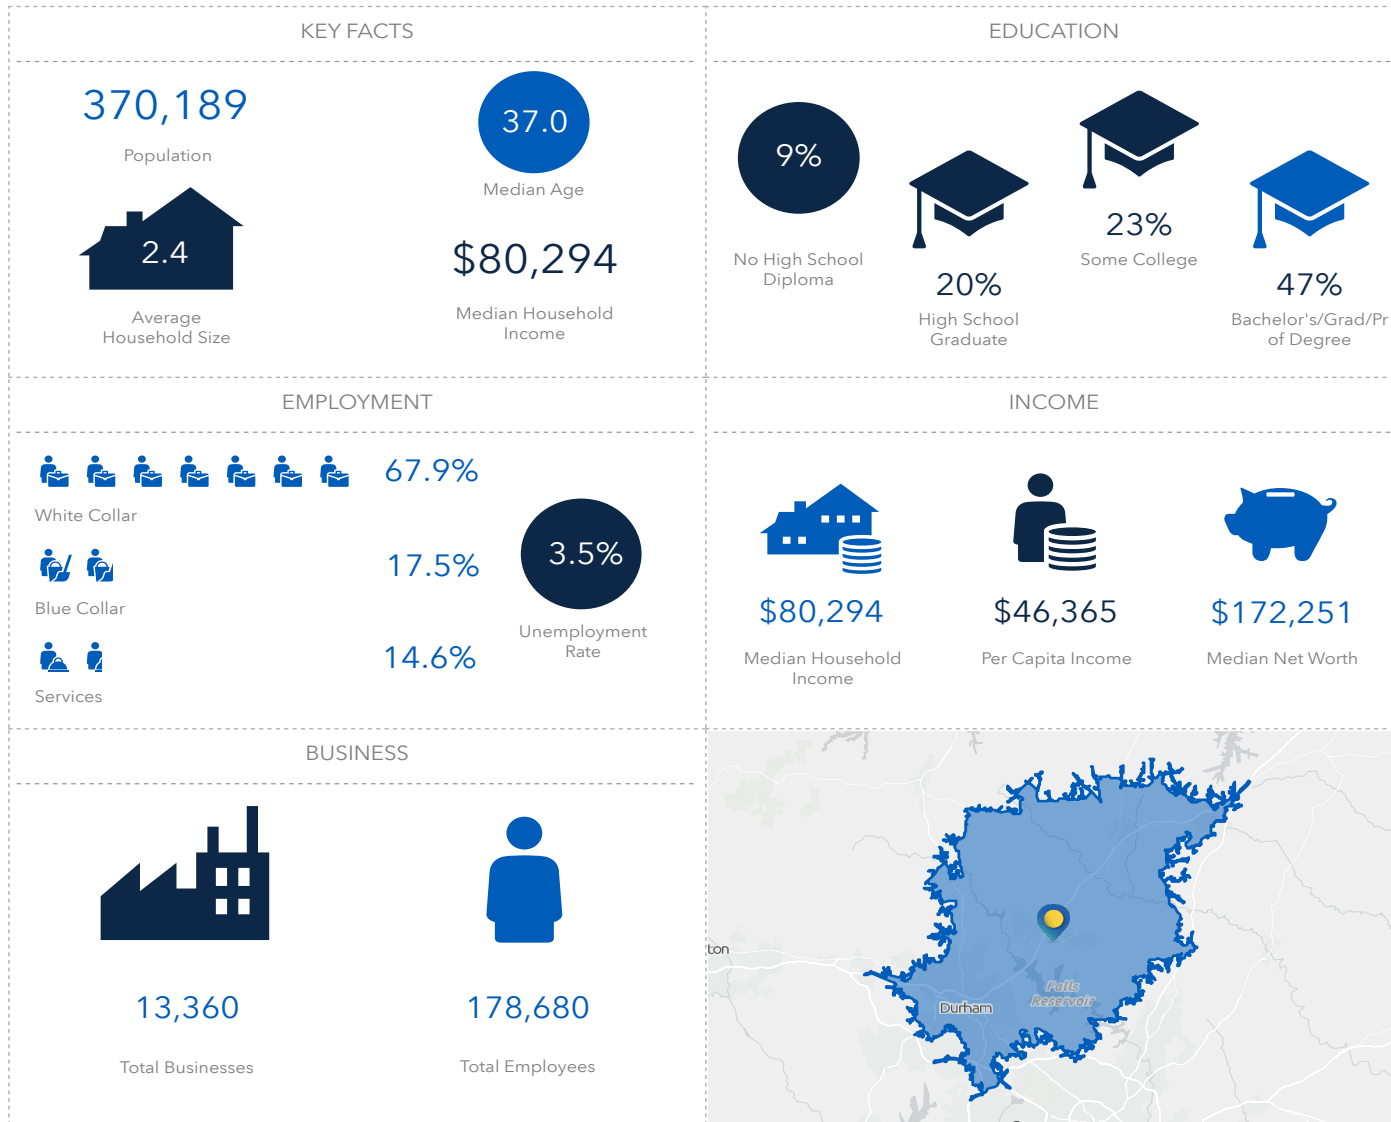 KEY FACTS
370,189
Population
37.0
Median Age
2.4
Average
Household Size
$80,294
Median Household
Income
EDUCATION
9%
No High School
Diploma
20%
High School
Graduate
23%
Some College
47%
Bachelor's/Grad/Pr
of Degree
EMPLOYMENT
67.9%
White Collar
17.5%
Blue Collar
14.6%
Services
3.5%
Unemployment
Rate
INCOME
$80,294
Median Household
Income
$46,365
Per Capita Income
$172,251
Median Net Worth
BUSINESS
13,360
Total Businesses
178,680
Total Employees
ton
Durham
Falls
Reservoir